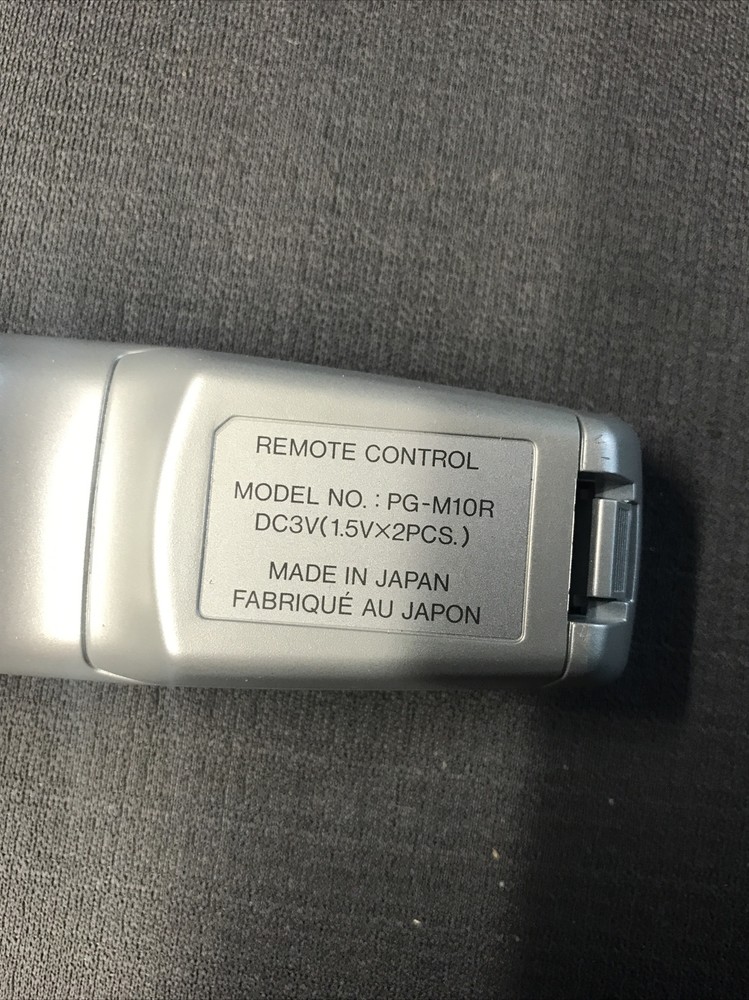 REMOTE CONTROL
MODEL NO. : PG-M10R
DC3V(1.5V×2PCS.)
MADE IN JAPAN
FABRIQUÉ AU JAPON